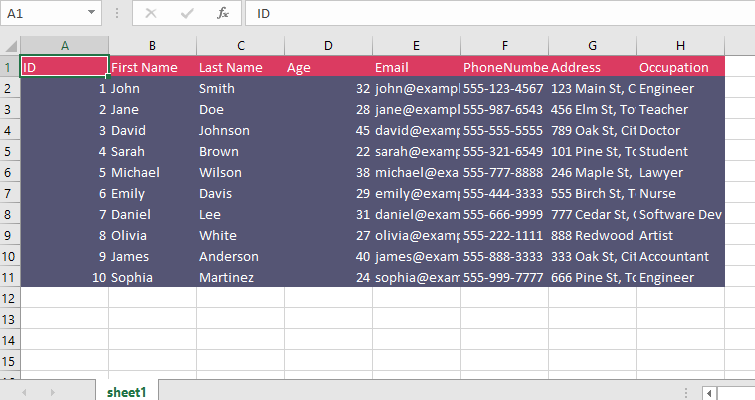 A1 fx ID
A B C D E F G H
1 ID First Name Last Name Age Email PhoneNumbe Address Occupation
2 1 John Smith 32 john@exampl 555-123-4567 123 Main St, C Engineer
3 2 Jane Doe 28 jane@exampl 555-987-6543 456 Elm St, To Teacher
4 3 David Johnson 45 david@exam 555-555-5555 789 Oak St, Cit Doctor
5 4 Sarah Brown 22 sarah@exam 555-321-6549 101 Pine St, To Student
6 5 Michael Wilson 38 michael@exa 555-777-8888 246 Maple St, Lawyer
7 6 Emily Davis 29 emily@exam 555-444-3333 555 Birch St, T Nurse
8 7 Daniel Lee 31 daniel@exam 555-666-9999 777 Cedar St, Software Dev
9 8 Olivia White 27 olivia@exam 555-222-1111 888 Redwood Artist
10 9 James Anderson 40 james@exam 555-888-3333 333 Oak St, Cit Accountant
11 10 Sophia Martinez 24 sophia@exam 555-999-7777 666 Pine St, To Engineer
12
13
14
15
sheet1